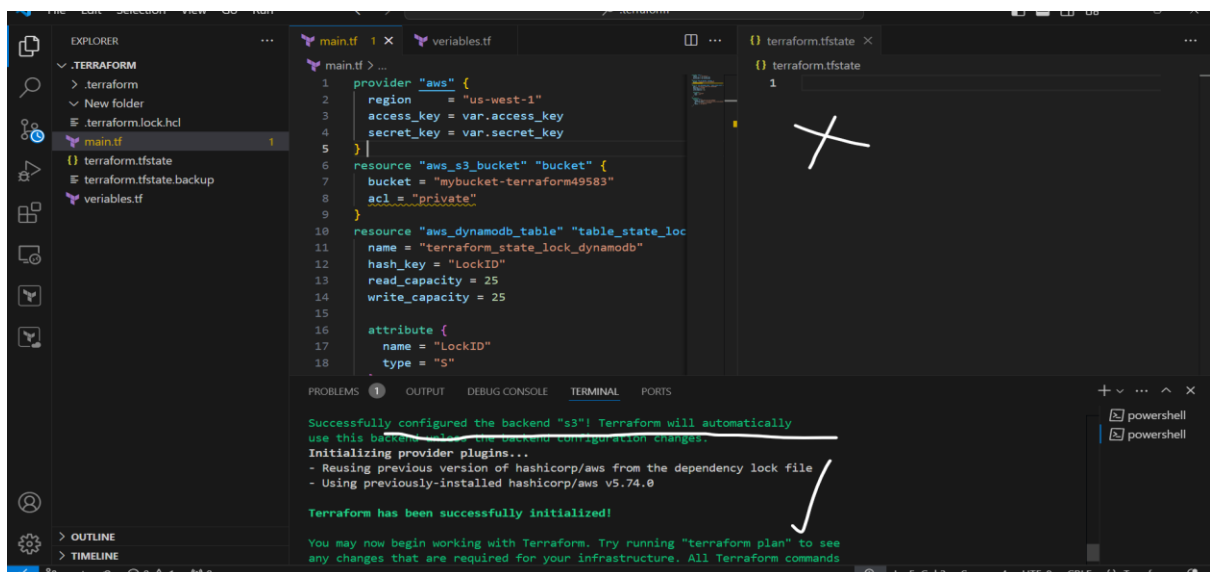 File Edit Selection View Go Run
.terraform
EXPLORER
.TERRAFORM
.terraform
New folder
.terraform.lock.hcl
main.tf 1
terraform.tfstate
terraform.tfstate.backup
veriables.tf
OUTLINE
TIMELINE
main.tf 1 veriables.tf
main.tf > ...
1 provider "aws" {
2 region = "us-west-1"
3 access_key = var.access_key
4 secret_key = var.secret_key
5 }
6 resource "aws_s3_bucket" "bucket" {
7 bucket = "mybucket-terraform49583"
8 acl = "private"
9 }
10 resource "aws_dynamodb_table" "table_state_loc
11 name = "terraform_state_lock_dynamodb"
12 hash_key = "LockID"
13 read_capacity = 25
14 write_capacity = 25
15
16 attribute {
17 name = "LockID"
18 type = "S"
{} terraform.tfstate
{} terraform.tfstate
1
PROBLEMS 1 OUTPUT DEBUG CONSOLE TERMINAL PORTS
Successfully configured the backend "s3"! Terraform will automatically
use this backend unless the backend configuration changes.
Initializing provider plugins...
- Reusing previous version of hashicorp/aws from the dependency lock file
- Using previously-installed hashicorp/aws v5.74.0
Terraform has been successfully initialized!
You may now begin working with Terraform. Try running "terraform plan" to see
any changes that are required for your infrastructure. All Terraform commands
powershell
powershell